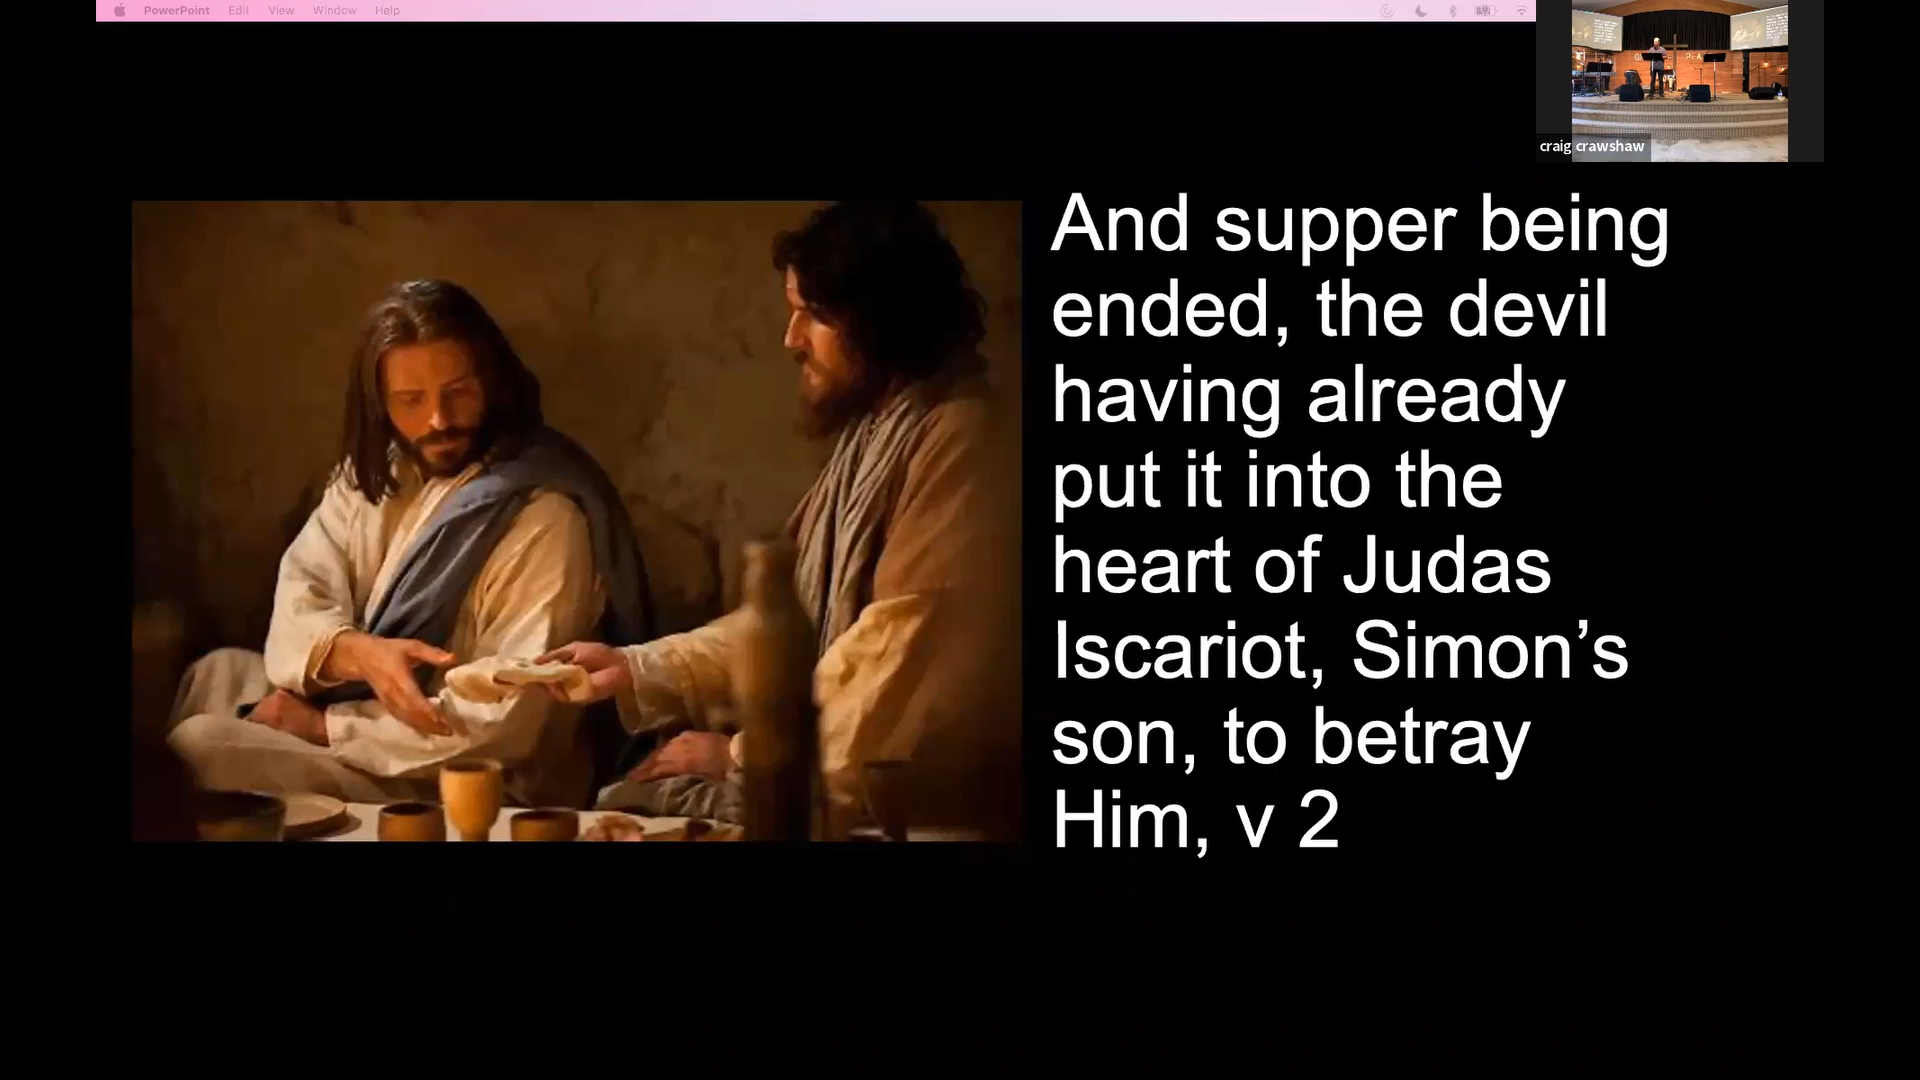 PowerPoint Edit View Window Help
craig crawshaw
And supper being
ended, the devil
having already
put it into the
heart of Judas
Iscariot, Simon’s
son, to betray
Him, v 2